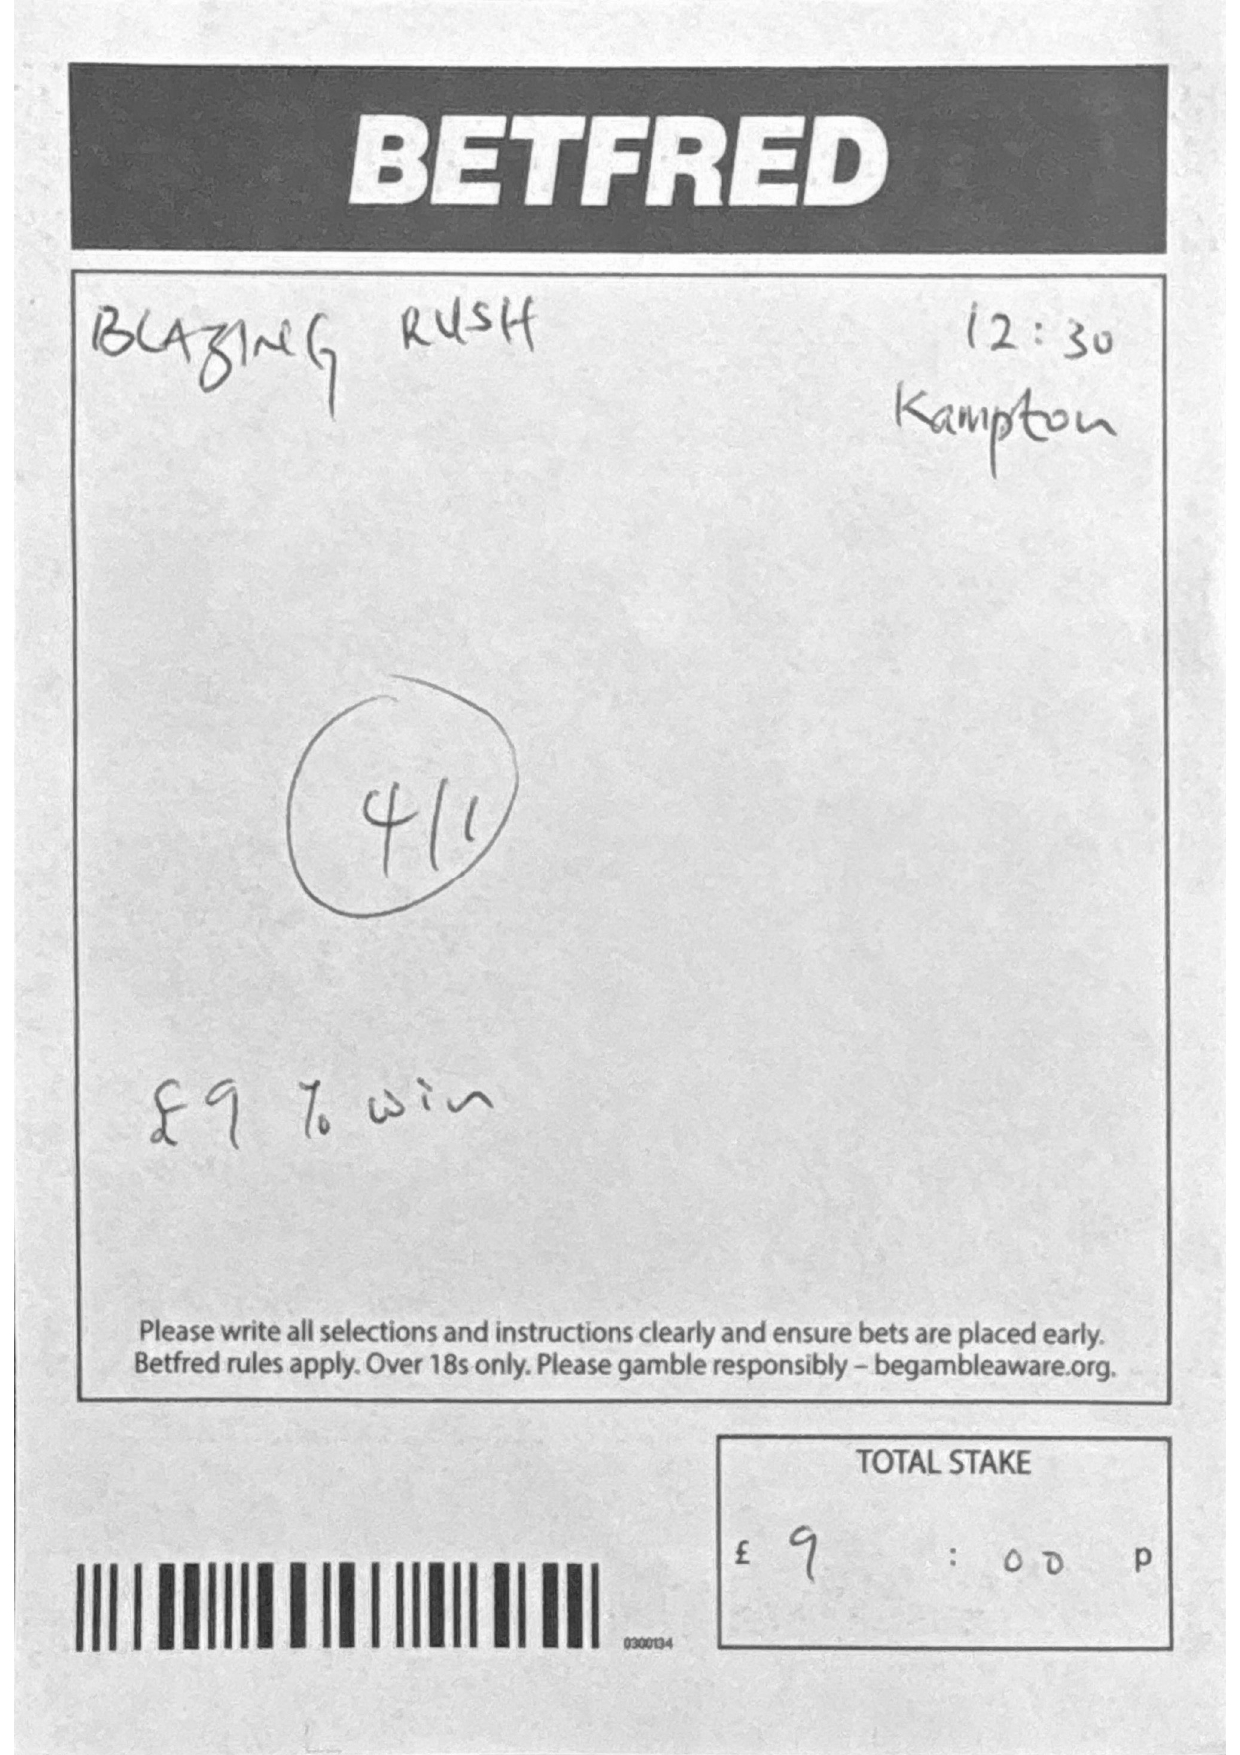 BETFRED
BLAZING RUSH
12:30
Kampton
4/1
£9 % win
Please write all selections and instructions clearly and ensure bets are placed early.
Betfred rules apply. Over 18s only. Please gamble responsibly – begambleaware.org.
TOTAL STAKE
£ 9 : 00 p
0300134